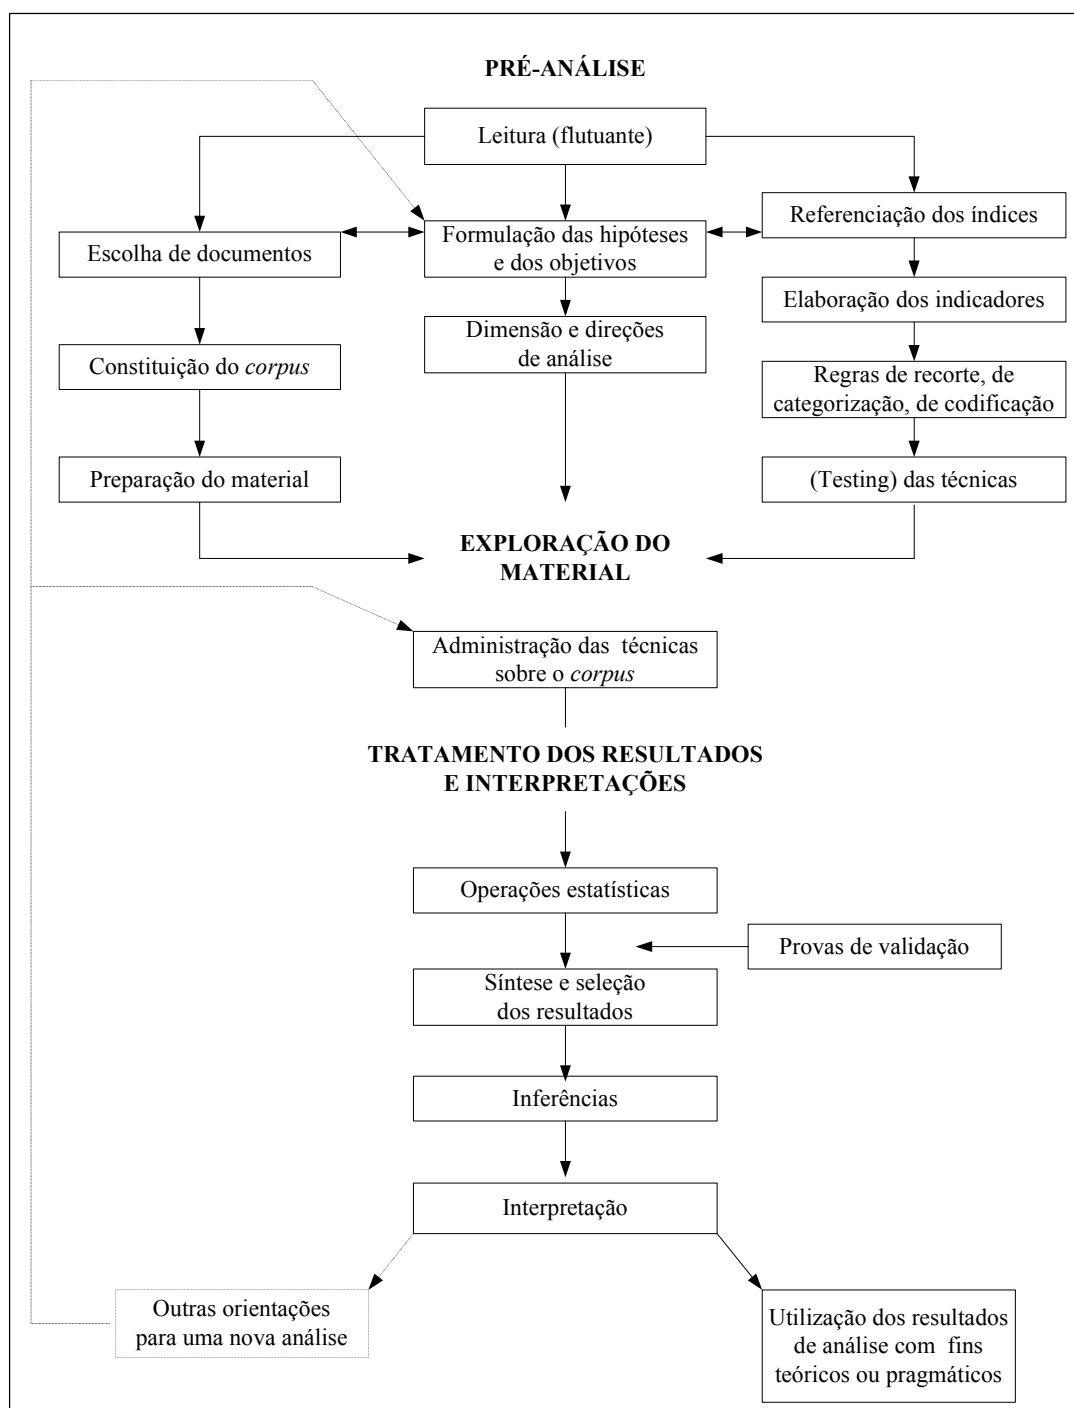 PRÉ-ANÁLISE
Leitura (flutuante)
Referenciação dos índices
Formulação das hipóteses
e dos objetivos
Escolha de documentos
Elaboração dos indicadores
Dimensão e direções
de análise
Constituição do corpus
Regras de recorte, de
categorização, de codificação
Preparação do material
(Testing) das técnicas
EXPLORAÇÃO DO
MATERIAL
Administração das técnicas
sobre o corpus
TRATAMENTO DOS RESULTADOS
E INTERPRETAÇÕES
Operações estatísticas
Provas de validação
Síntese e seleção
dos resultados
Inferências
Interpretação
Outras orientações
para uma nova análise
Utilização dos resultados
de análise com fins
teóricos ou pragmáticos